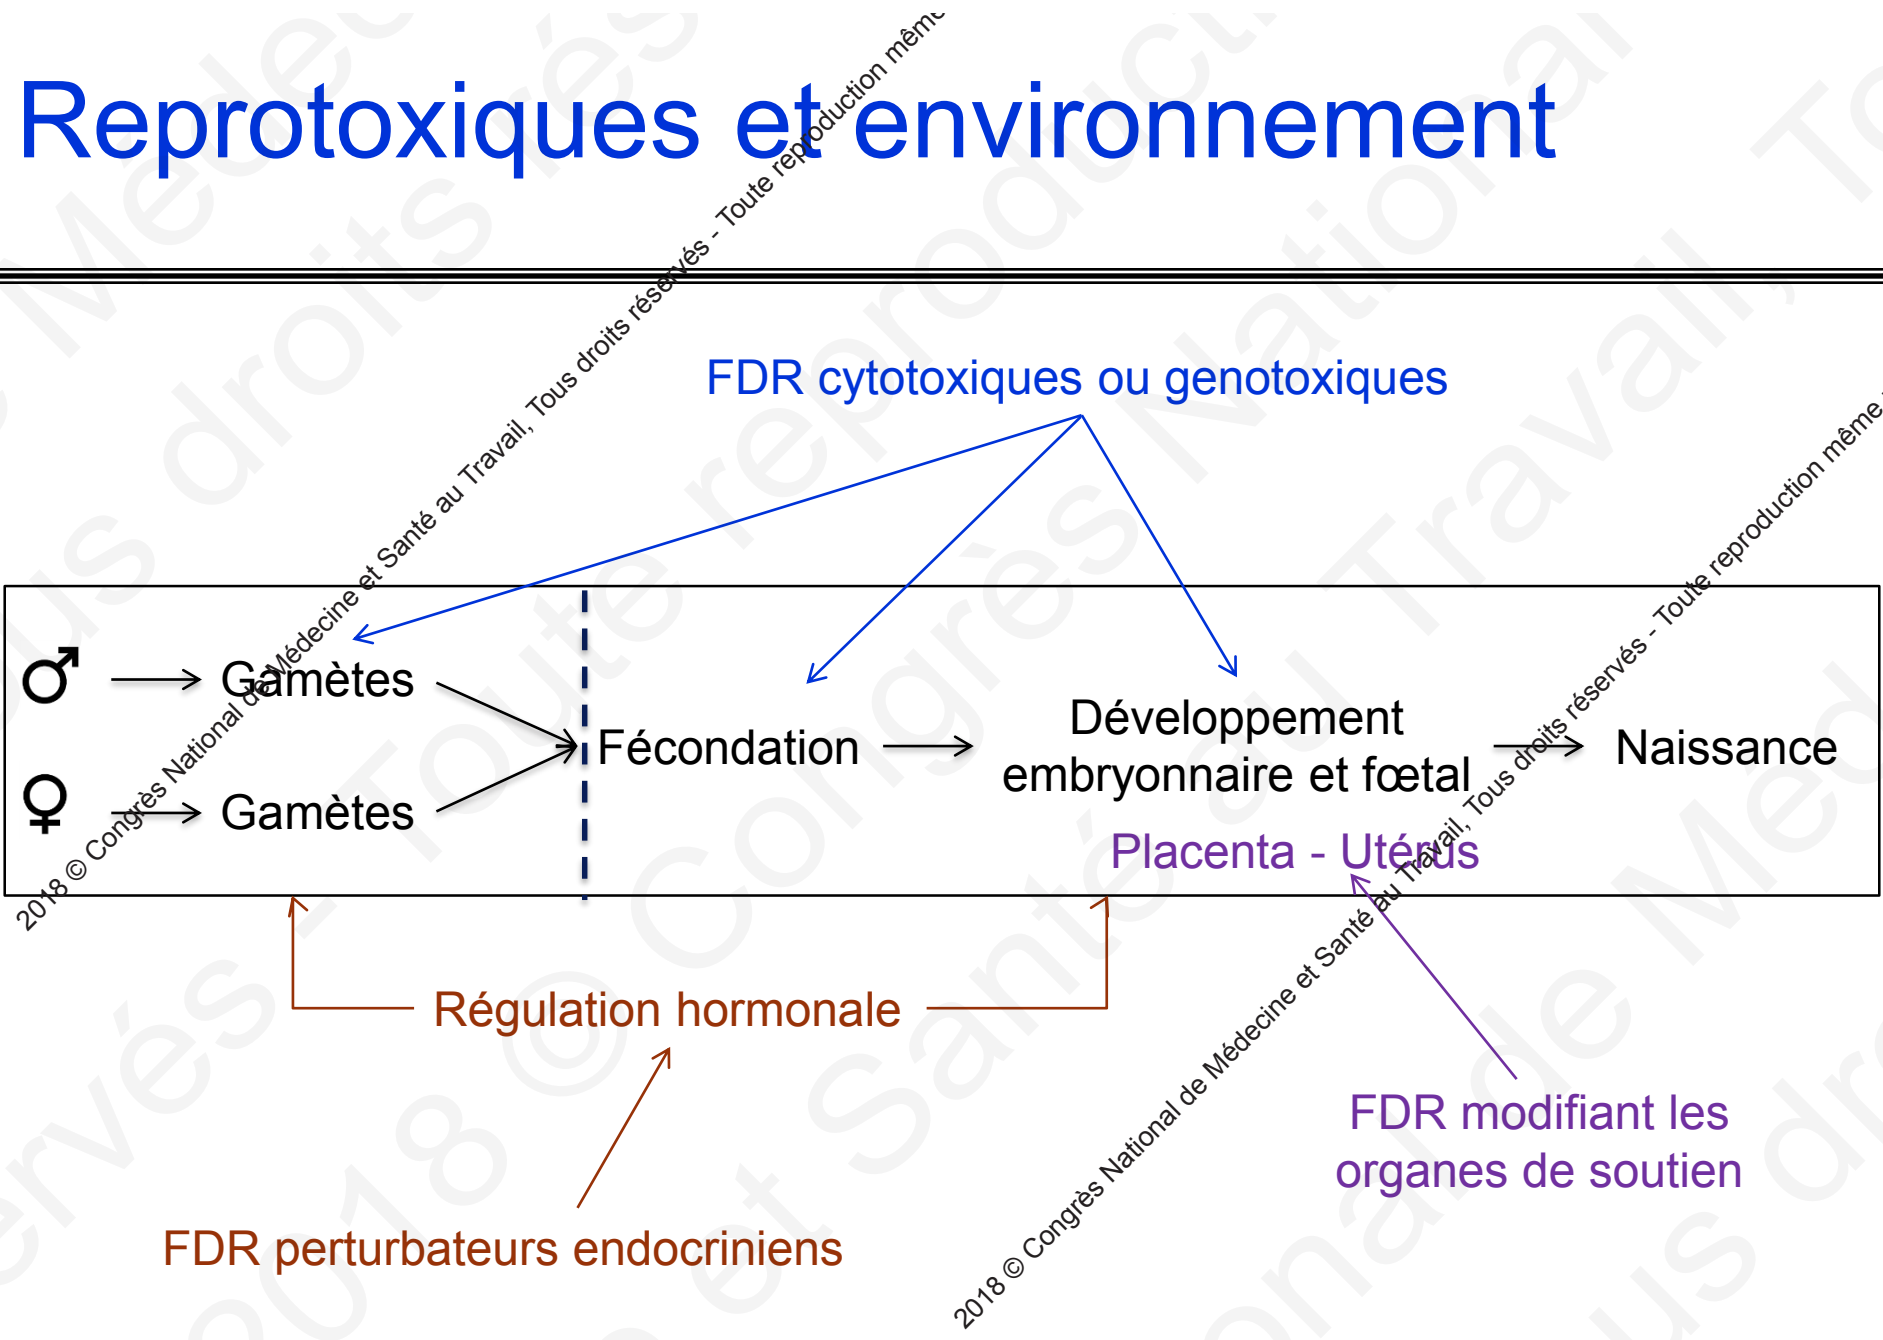 Reprotoxiques et environnement
FDR cytotoxiques ou genotoxiques
♂ Gamètes
♀ Gamètes
Fécondation
Développement
embryonnaire et fœtal
Placenta - Utérus
Naissance
Régulation hormonale
FDR modifiant les
organes de soutien
FDR perturbateurs endocriniens
2018 © Congrès National de Médecine et Santé au Travail, Tous droits réservés - Toute reproduction même
2018 © Congrès National de Médecine et Santé au Travail, Tous droits réservés - Toute reproduction même